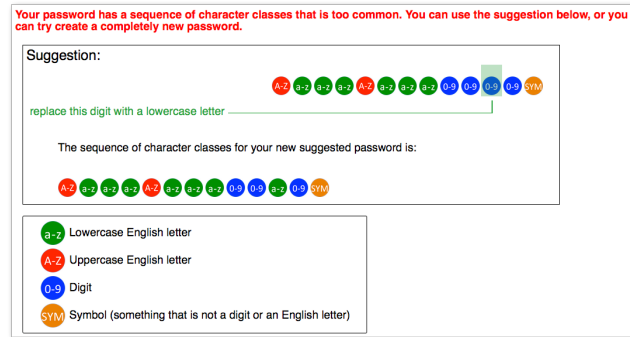 Your password has a sequence of character classes that is too common. You can use the suggestion below, or you
can try create a completely new password.
Suggestion:
A-Z a-z a-z a-z A-Z a-z a-z a-z 0-9 0-9 0-9 0-9 SYM
replace this digit with a lowercase letter
The sequence of character classes for your new suggested password is:
A-Z a-z a-z a-z A-Z a-z a-z a-z 0-9 0-9 a-z 0-9 SYM
a-z Lowercase English letter
A-Z Uppercase English letter
0-9 Digit
SYM Symbol (something that is not a digit or an English letter)